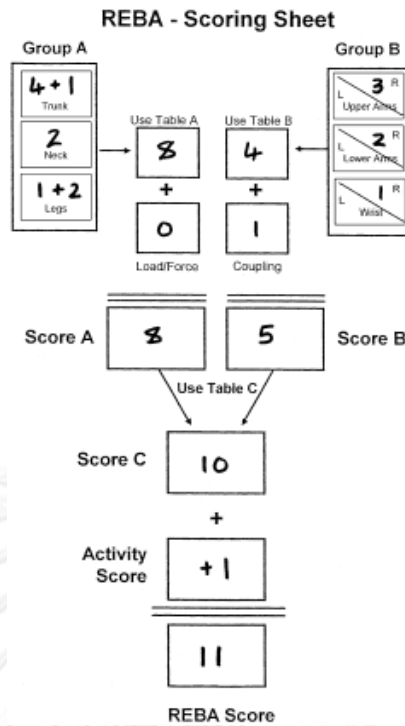 REBA - Scoring Sheet
Group A
Group B
4+1
Trunk
2
Neck
1+2
Legs
Use Table A
8
+
0
Load/Force
Use Table B
4
+
1
Coupling
L 3 R
Upper Arms
L 2 R
Lower Arms
L 1 R
Wrist
Score A
8
5
Score B
Use Table C
Score C
10
+
Activity
Score
+1
11
REBA Score